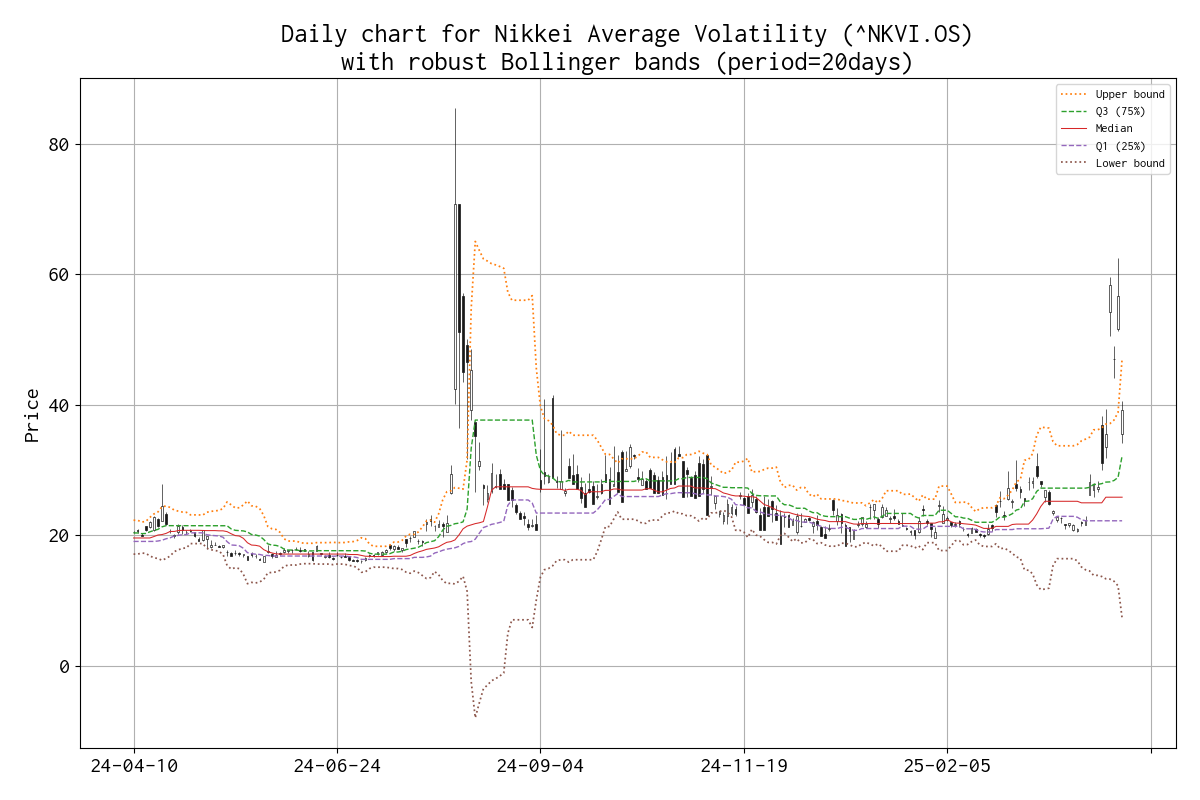 Daily chart for Nikkei Average Volatility (^NKVI.OS)
with robust Bollinger bands (period=20days)
Upper bound
Q3 (75%)
Median
Q1 (25%)
Lower bound
80
60
40
20
0
Price
24-04-10
24-06-24
24-09-04
24-11-19
25-02-05